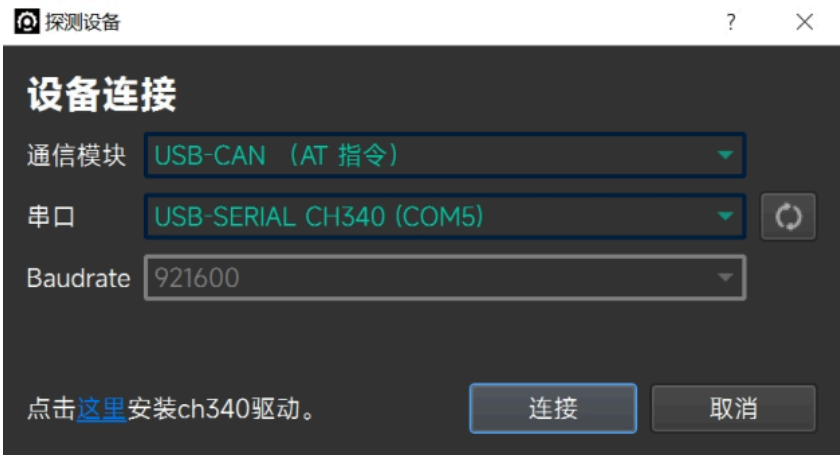 探测设备 ?
设备连接
通信模块 USB-CAN （AT 指令）
串口 USB-SERIAL CH340 (COM5)
Baudrate 921600
点击这里安装ch340驱动。 连接 取消